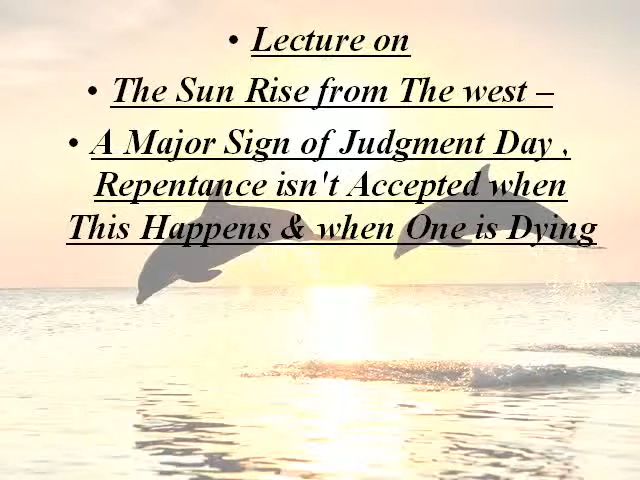 • Lecture on
• The Sun Rise from The west –
• A Major Sign of Judgment Day ,
Repentance isn't Accepted when
This Happens & when One is Dying